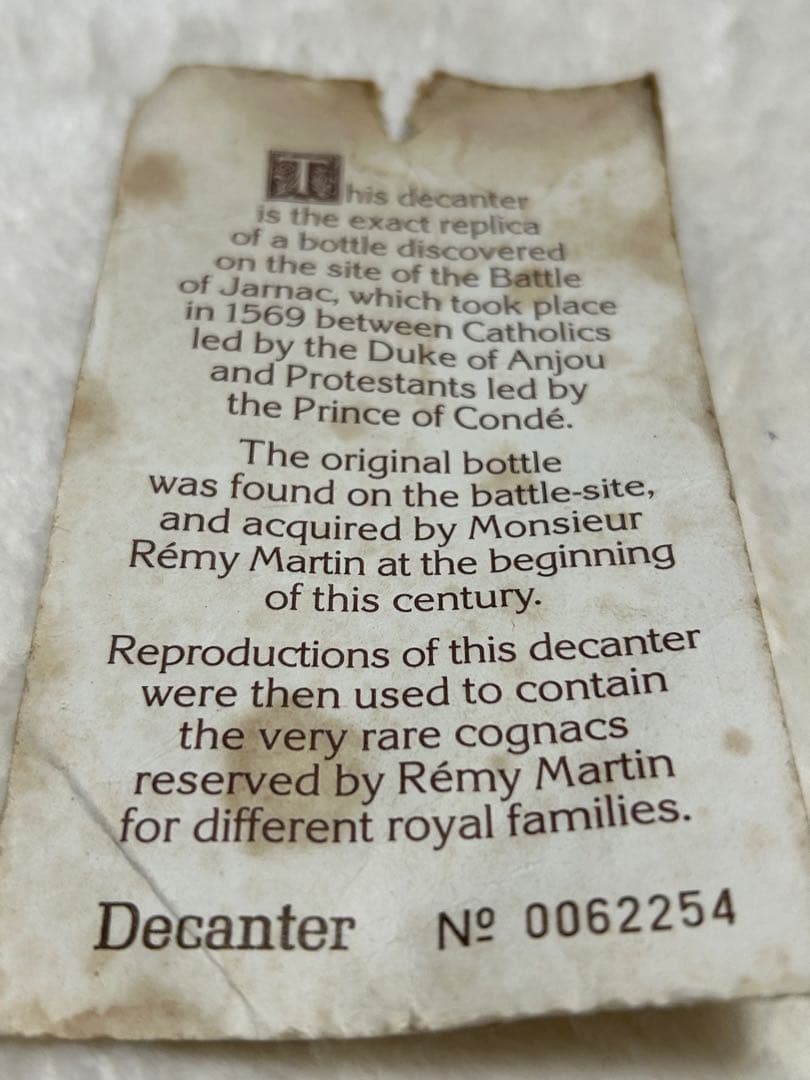 This decanter
is the exact replica
of a bottle discovered
on the site of the Battle
of Jarnac, which took place
in 1569 between Catholics
led by the Duke of Anjou
and Protestants led by
the Prince of Condé.
The original bottle
was found on the battle-site,
and acquired by Monsieur
Rémy Martin at the beginning
of this century.
Reproductions of this decanter
were then used to contain
the very rare cognacs
reserved by Rémy Martin
for different royal families.
Decanter Nº 0062254